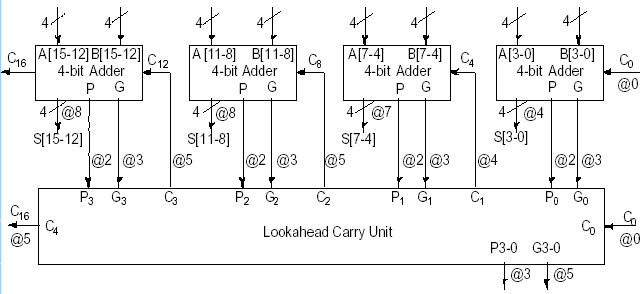 4 4 4 4 4 4 4 4
C16 A[15-12] B[15-12] C12 A[11-8] B[11-8] C8 A[7-4] B[7-4] C4 A[3-0] B[3-0] C0
4-bit Adder 4-bit Adder 4-bit Adder 4-bit Adder @0
P G P G P G P G
4 @8 4 @8 4 @7 4 @4
S[15-12] S[11-8] S[7-4] S[3-0]
@2 @3 @5 @2 @3 @5 @2 @3 @4 @2 @3
P3 G3 C3 P2 G2 C2 P1 G1 C1 P0 G0
C16 C4 Lookahead Carry Unit C0 C0
@5 @0
P3-0 G3-0
@3 @5